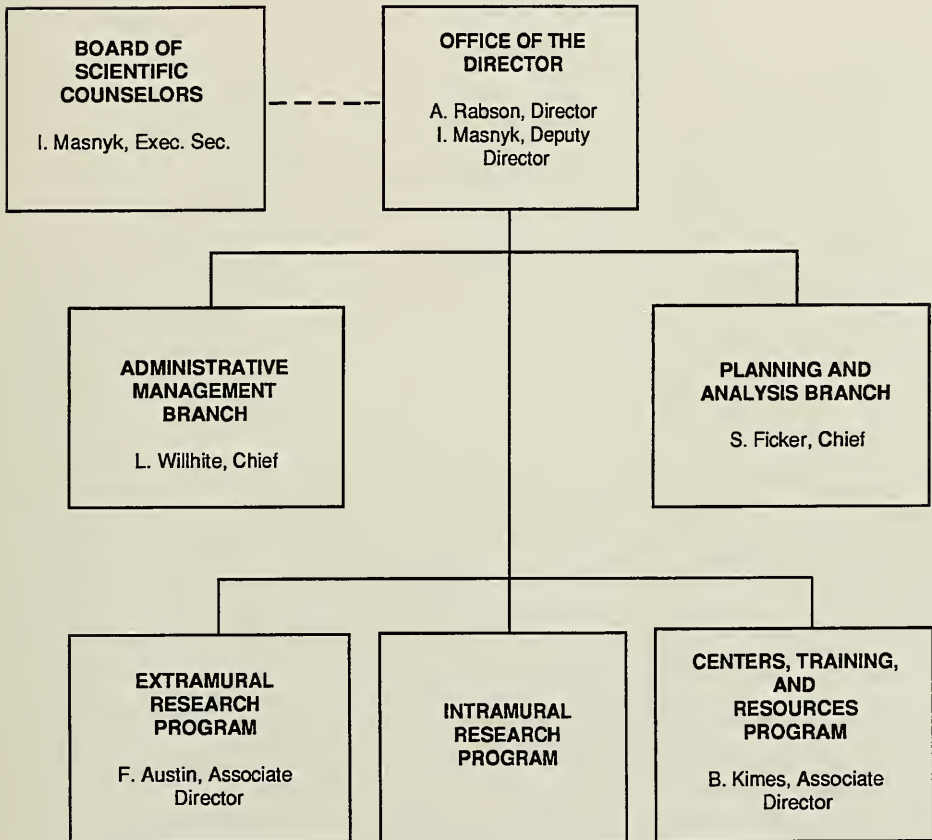 BOARD OF
SCIENTIFIC
COUNSELORS
I. Masnyk, Exec. Sec.
OFFICE OF THE
DIRECTOR
A. Rabson, Director
I. Masnyk, Deputy
Director
ADMINISTRATIVE
MANAGEMENT
BRANCH
L. Willhite, Chief
PLANNING AND
ANALYSIS BRANCH
S. Ficker, Chief
EXTRAMURAL
RESEARCH
PROGRAM
F. Austin, Associate
Director
INTRAMURAL
RESEARCH
PROGRAM
CENTERS, TRAINING,
AND
RESOURCES
PROGRAM
B. Kimes, Associate
Director